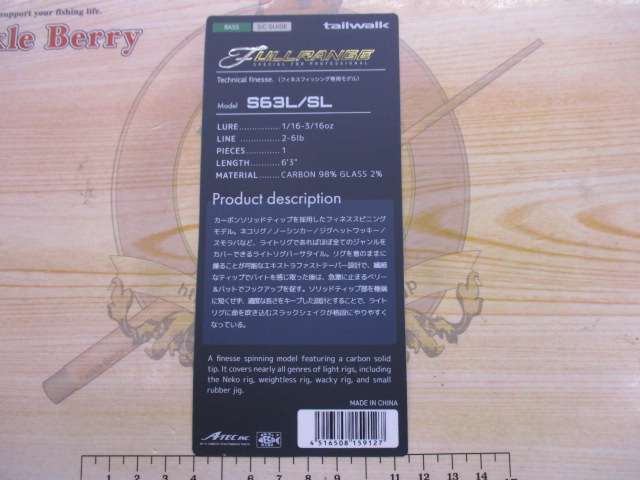 support your fishing life.
kle Berry
BASS
SiC GUIDE
tailwalk
FULLRANGE
SPECIAL FOR PROFESSIONAL
Technical finesse.(フィネスフィッシング専用モデル)
Model S63L/SL
LURE................1/16-3/16oz
LINE................2-6lb
PIECES..............1
LENGTH............6'3"
MATERIAL........CARBON 98% GLASS 2%
Product description
カーボンソリッドティップを採用したフィネススピニング
モデル。ネコリグ/ノーシンカー/ジグヘッドワッキー/
スモラバなど、ライトリグであればほぼ全てのジャンルを
カバーできるライトリグバーサタイル。リグを意のままに
操ることが可能なエキストラファストテーパー設計で、繊細
なティップでバイトを感じ取った後は、急激に止まるベリー
&バットでフックアップを促す。ソリッドティップ部を極端
に短くせず、適度な長さをキープした設計とすることで、ライト
リグに命を吹き込むスラックシェイクが格段にやりやすく
なっている。
A finesse spinning model featuring a carbon solid
tip. It covers nearly all genres of light rigs, including
the Neko rig, weightless rig, wacky rig, and small
rubber jig.
MADE IN CHINA
A-TEC INC
4 516508 159127
1 2 3 4 5 11 12 13 14 15